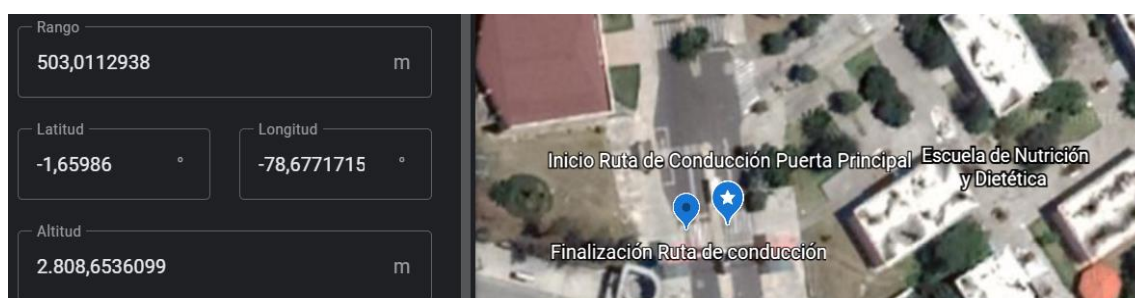 Rango
503,0112938 m
Latitud
-1,65986 °
Longitud
-78,6771715 °
Altitud
2.808,6536099 m
Inicio Ruta de Conducción Puerta Principal
Escuela de Nutrición
y Dietética
Finalización Ruta de conducción